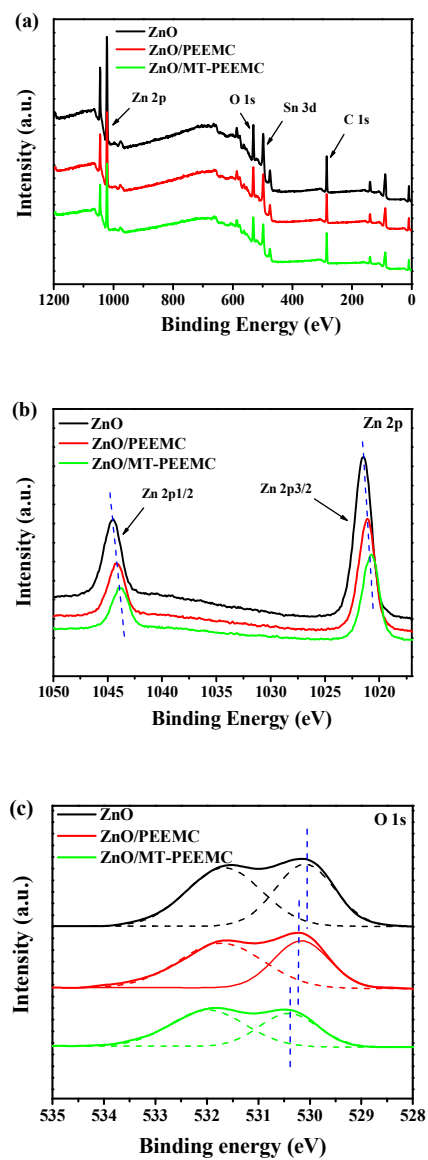 (a)
ZnO
ZnO/PEEMC
ZnO/MT-PEEMC
Zn 2p
O 1s
Sn 3d
C 1s
Intensity (a.u.)
1200 1000 800 600 400 200 0
Binding Energy (eV)
(b)
ZnO
ZnO/PEEMC
ZnO/MT-PEEMC
Zn 2p
Zn 2p1/2
Zn 2p3/2
Intensity (a.u.)
1050 1045 1040 1035 1030 1025 1020
Binding Energy (eV)
(c)
ZnO
ZnO/PEEMC
ZnO/MT-PEEMC
O 1s
Intensity (a.u.)
535 534 533 532 531 530 529 528
Binding energy (eV)